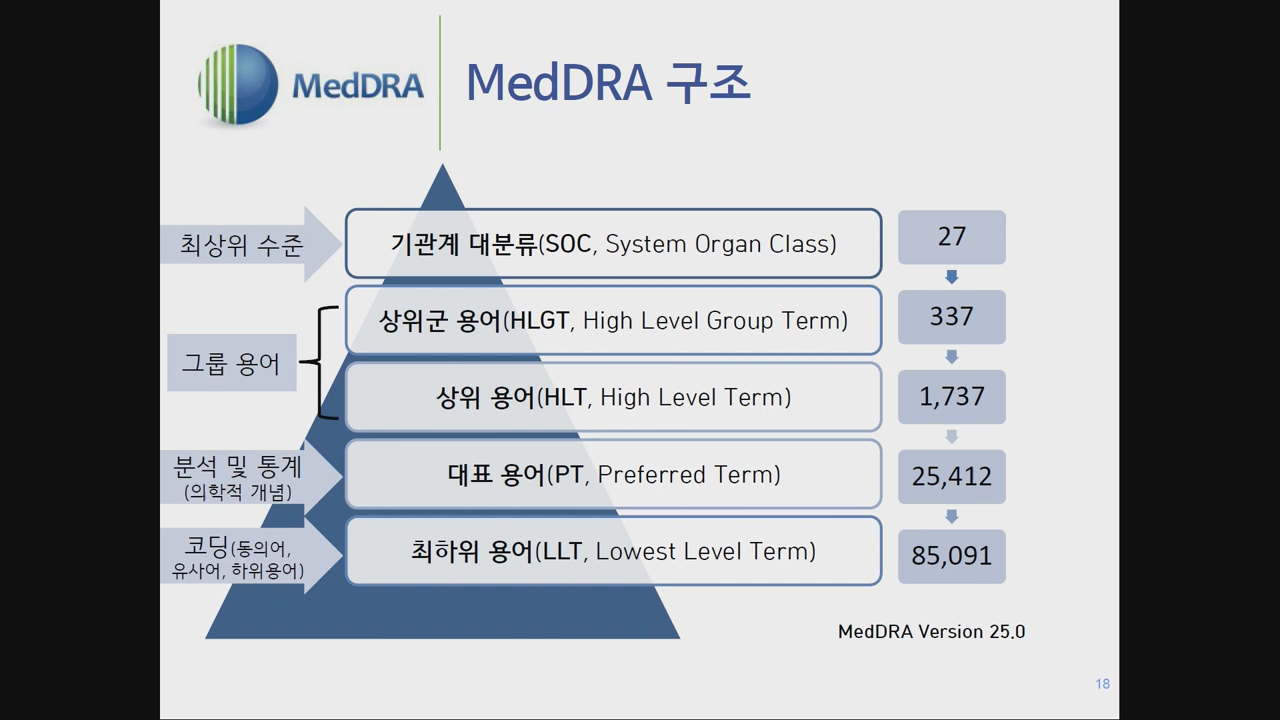 MedDRA
MedDRA 구조
최상위 수준
기관계 대분류(SOC, System Organ Class)
27
그룹 용어
상위군 용어(HLGT, High Level Group Term)
337
상위 용어(HLT, High Level Term)
1,737
분석 및 통계
(의학적 개념)
대표 용어(PT, Preferred Term)
25,412
코딩(동의어,
유사어, 하위용어)
최하위 용어(LLT, Lowest Level Term)
85,091
MedDRA Version 25.0
18